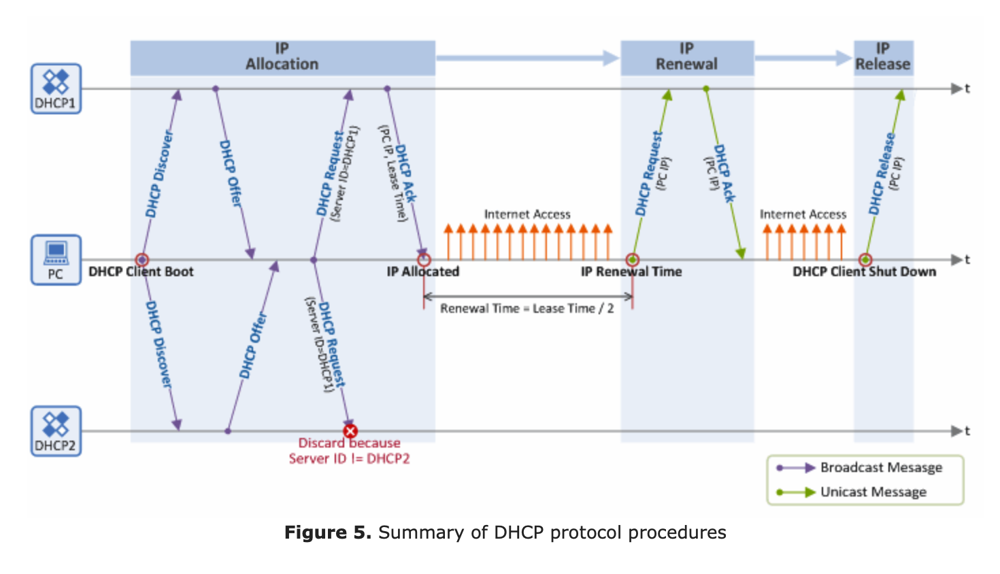 IP
Allocation
IP
Renewal
IP
Release
DHCP1
t
DHCP Discover
DHCP Offer
DHCP Request
(Server ID=DHCP1)
DHCP Ack
(PC IP, Lease Time)
DHCP Request
(PC IP)
DHCP Ack
(PC IP)
DHCP Release
(PC IP)
Internet Access
Internet Access
PC
t
DHCP Client Boot
IP Allocated
IP Renewal Time
DHCP Client Shut Down
Renewal Time = Lease Time / 2
DHCP Discover
DHCP Offer
DHCP Request
(Server ID=DHCP1)
DHCP2
t
Discard because
Server ID != DHCP2
Broadcast Mesasge
Unicast Message
Figure 5. Summary of DHCP protocol procedures